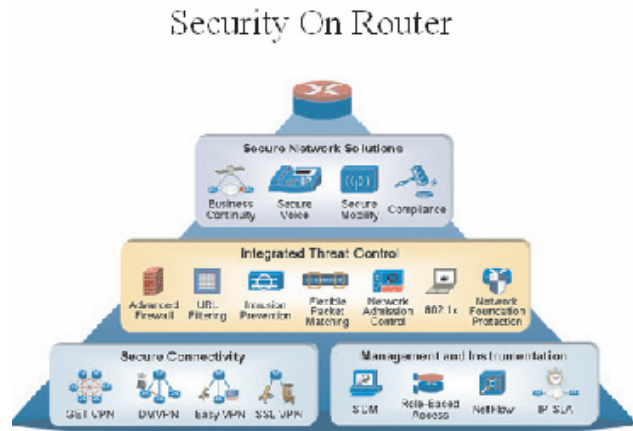 Security On Router
Secure Network Solutions
Business
Continuity
Secure
Voice
Secure
Mobility
Compliance
Integrated Threat Control
Advanced
Firewall
URL
Filtering
Intrusion
Prevention
Flexible
Packet
Matching
Network
Admission
Control
802.1x
Network
Foundation
Protection
Secure Connectivity
GET VPN
DMVPN
Easy VPN
SSL VPN
Management and Instrumentation
SDM
Role-Based
Access
NetFlow
IP SLA